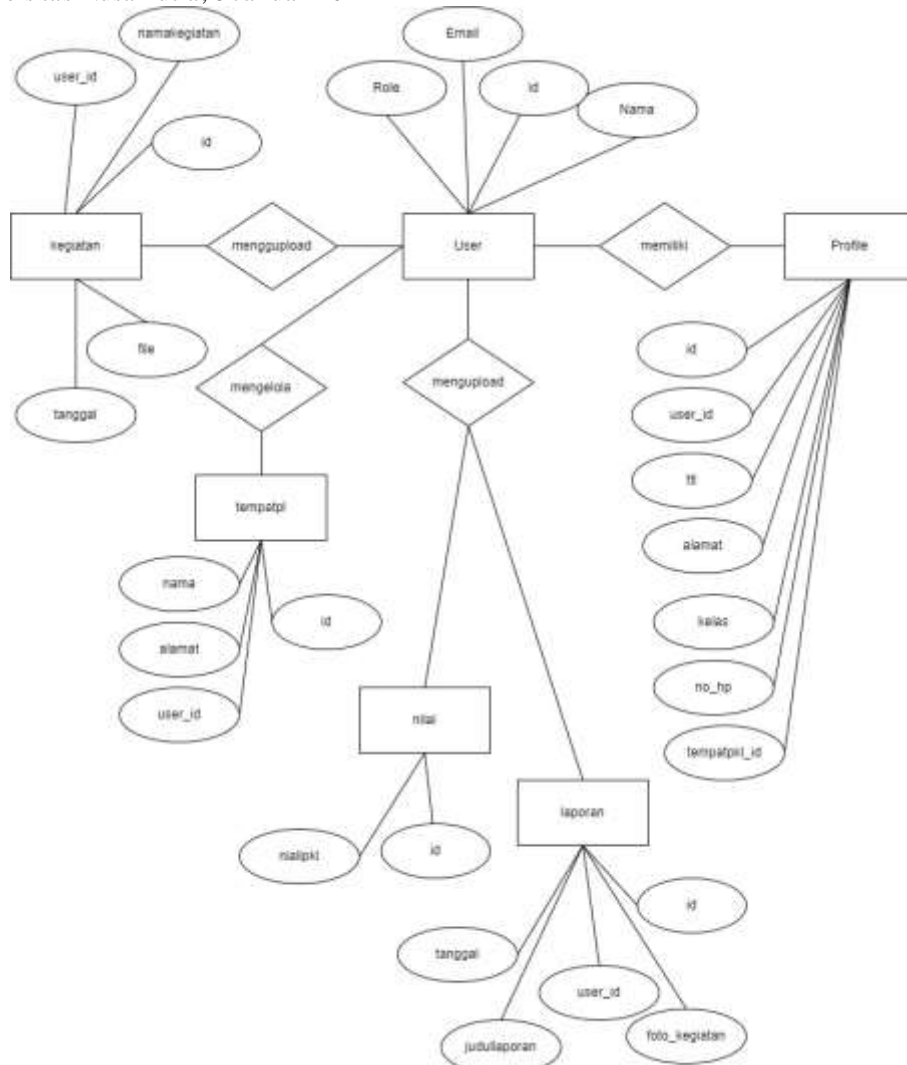 namakegiatan
user_id
id
Email
Role
id
Nama
kegiatan
menggupload
User
memiliki
Profile
file
tanggal
mengelola
mengupload
id
user_id
ttl
alamat
kelas
no_hp
tempatpkl_id
tempatpl
nama
alamat
user_id
id
nilai
nialipkl
id
laporan
id
tanggal
user_id
judullaporan
foto_kegiatan